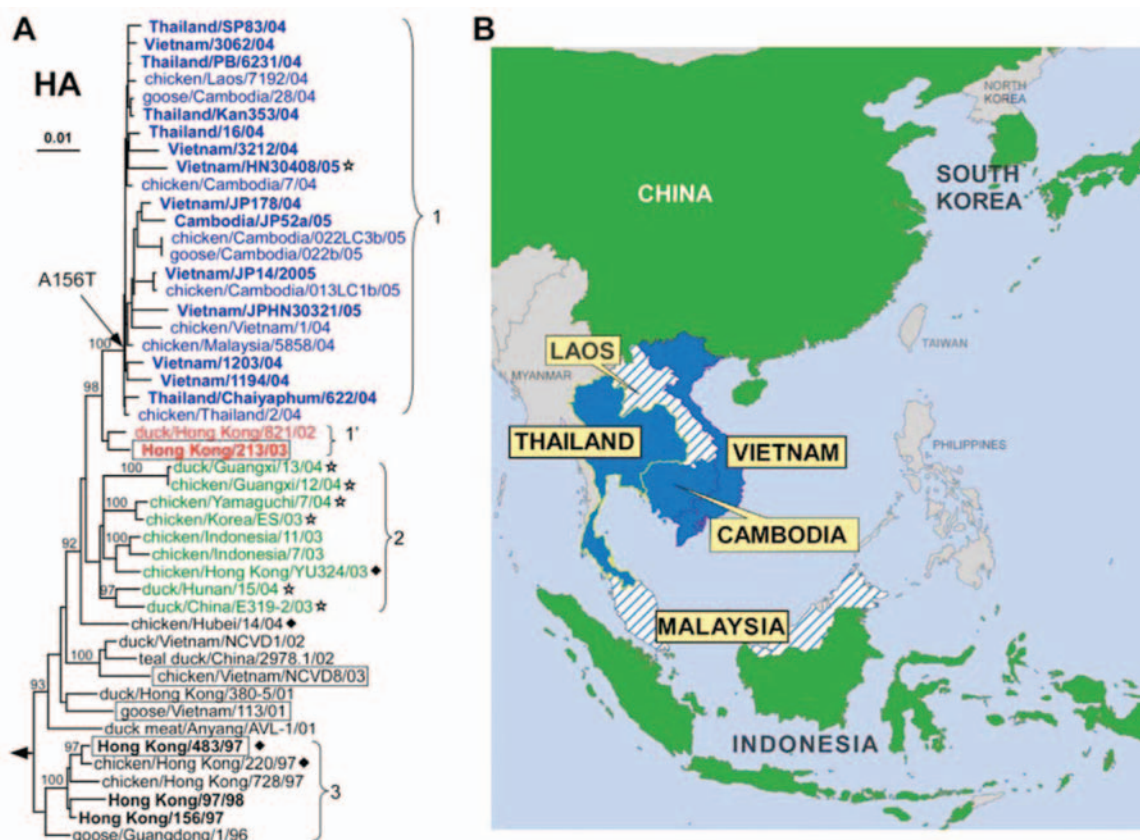 A
HA
0.01
Thailand/SP83/04
Vietnam/3062/04
Thailand/PB/6231/04
chicken/Laos/7192/04
goose/Cambodia/28/04
Thailand/Kan353/04
Thailand/16/04
Vietnam/3212/04
Vietnam/HN30408/05☆
chicken/Cambodia/7/04
Vietnam/JP178/04
Cambodia/JP52a/05
chicken/Cambodia/022LC3b/05
goose/Cambodia/022b/05
Vietnam/JP14/2005
chicken/Cambodia/013LC1b/05
Vietnam/JPHN30321/05
chicken/Vietnam/1/04
chicken/Malaysia/5858/04
Vietnam/1203/04
Vietnam/1194/04
Thailand/Chaiyaphum/622/04
chicken/Thailand/2/04
1
A156T
100
98
duck/Hong Kong/821/02
Hong Kong/213/03
1'
100 duck/Guangxi/13/04☆
chicken/Guangxi/12/04☆
100 chicken/Yamaguchi/7/04☆
chicken/Korea/ES/03☆
100 chicken/Indonesia/11/03
chicken/Indonesia/7/03
chicken/Hong Kong/YU324/03◆
97 duck/Hunan/15/04☆
duck/China/E319-2/03☆
2
92
chicken/Hubei/14/04◆
duck/Vietnam/NCVD1/02
100 teal duck/China/2978.1/02
chicken/Vietnam/NCVD8/03
93
duck/Hong Kong/380-5/01
goose/Vietnam/113/01
duck meat/Anyang/AVL-1/01
97 Hong Kong/483/97 ◆
chicken/Hong Kong/220/97◆
100 chicken/Hong Kong/728/97
Hong Kong/97/98
Hong Kong/156/97
goose/Guangdong/1/96
3
B
NORTH
KOREA
SOUTH
KOREA
CHINA
TAIWAN
LAOS
MYANMAR
THAILAND
VIETNAM
PHILIPPINES
CAMBODIA
MALAYSIA
INDONESIA